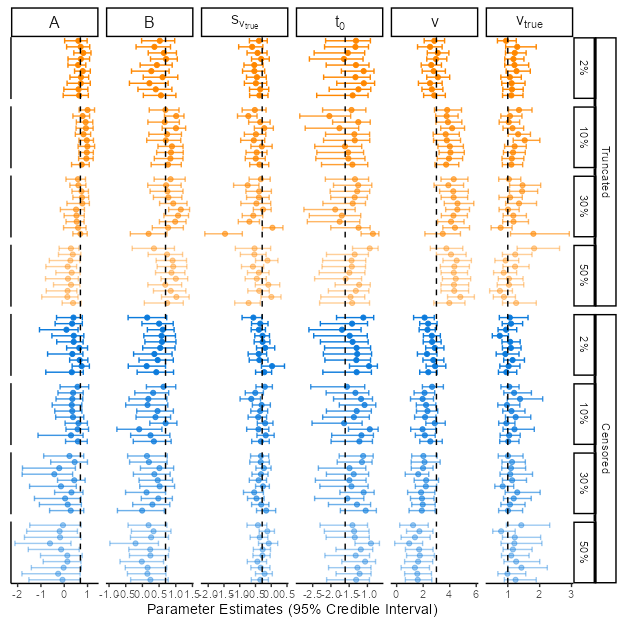 A B s_v_true t₀ v v_true
2%
10%
30%
50%
Truncated
2%
10%
30%
50%
Censored
-2 -1 0 1 -1.0 -0.5 0.0 0.5 1.0 1.5 -2.0 -1.5 -1.0 -0.5 0.0 0.5 -2.5 -2.0 -1.5 -1.0 0 2 4 6 0 1 2 3
Parameter Estimates (95% Credible Interval)